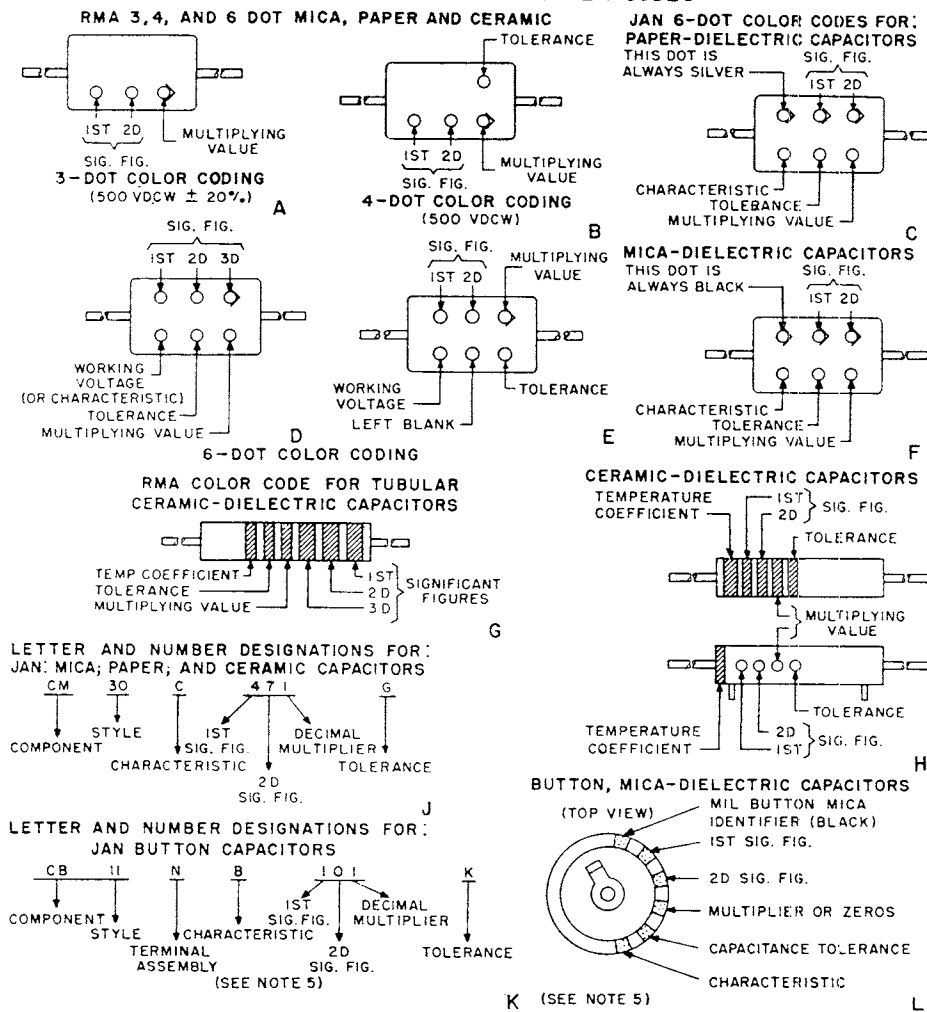 RMA 3,4, AND 6 DOT MICA, PAPER AND CERAMIC
TOLERANCE
1ST 2D
MULTIPLYING
VALUE
SIG. FIG.
3-DOT COLOR CODING
(500 VDCW ± 20%)
A
1ST 2D
MULTIPLYING
VALUE
SIG. FIG.
4-DOT COLOR CODING
(500 VDCW)
B
JAN 6-DOT COLOR CODES FOR:
PAPER-DIELECTRIC CAPACITORS
THIS DOT IS
ALWAYS SILVER
SIG. FIG.
1ST 2D
CHARACTERISTIC
TOLERANCE
MULTIPLYING VALUE
C
SIG. FIG.
1ST 2D 3D
WORKING
VOLTAGE
(OR CHARACTERISTIC)
TOLERANCE
MULTIPLYING VALUE
D
SIG. FIG.
1ST 2D
MULTIPLYING
VALUE
WORKING
VOLTAGE
LEFT BLANK
TOLERANCE
E
6-DOT COLOR CODING
MICA-DIELECTRIC CAPACITORS
THIS DOT IS
ALWAYS BLACK
SIG. FIG.
1ST 2D
CHARACTERISTIC
TOLERANCE
MULTIPLYING VALUE
F
RMA COLOR CODE FOR TUBULAR
CERAMIC-DIELECTRIC CAPACITORS
TEMP COEFFICIENT
TOLERANCE
MULTIPLYING VALUE
1ST
2D
3D
SIGNIFICANT
FIGURES
G
CERAMIC-DIELECTRIC CAPACITORS
TEMPERATURE
COEFFICIENT
1ST
2D
SIG. FIG.
TOLERANCE
MULTIPLYING
VALUE
TOLERANCE
TEMPERATURE
COEFFICIENT
2D
1ST
SIG. FIG.
H
LETTER AND NUMBER DESIGNATIONS FOR:
JAN: MICA; PAPER; AND CERAMIC CAPACITORS
CM 30 C 471 G
COMPONENT
STYLE
CHARACTERISTIC
1ST
SIG. FIG.
2D
SIG. FIG.
DECIMAL
MULTIPLIER
TOLERANCE
J
LETTER AND NUMBER DESIGNATIONS FOR:
JAN BUTTON CAPACITORS
CB 11 N B 101 K
COMPONENT
STYLE
TERMINAL
ASSEMBLY
CHARACTERISTIC
1ST
SIG. FIG.
2D
SIG. FIG.
DECIMAL
MULTIPLIER
TOLERANCE
(SEE NOTE 5)
K
BUTTON, MICA-DIELECTRIC CAPACITORS
(TOP VIEW)
MIL BUTTON MICA
IDENTIFIER (BLACK)
1ST SIG. FIG.
2D SIG. FIG.
MULTIPLIER OR ZEROS
CAPACITANCE TOLERANCE
CHARACTERISTIC
(SEE NOTE 5)
L